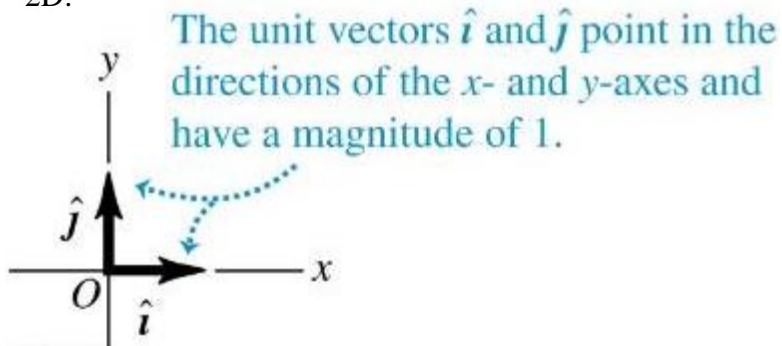 2D:
The unit vectors î and ĵ point in the
directions of the x- and y-axes and
have a magnitude of 1.
y
ĵ
x
O
î